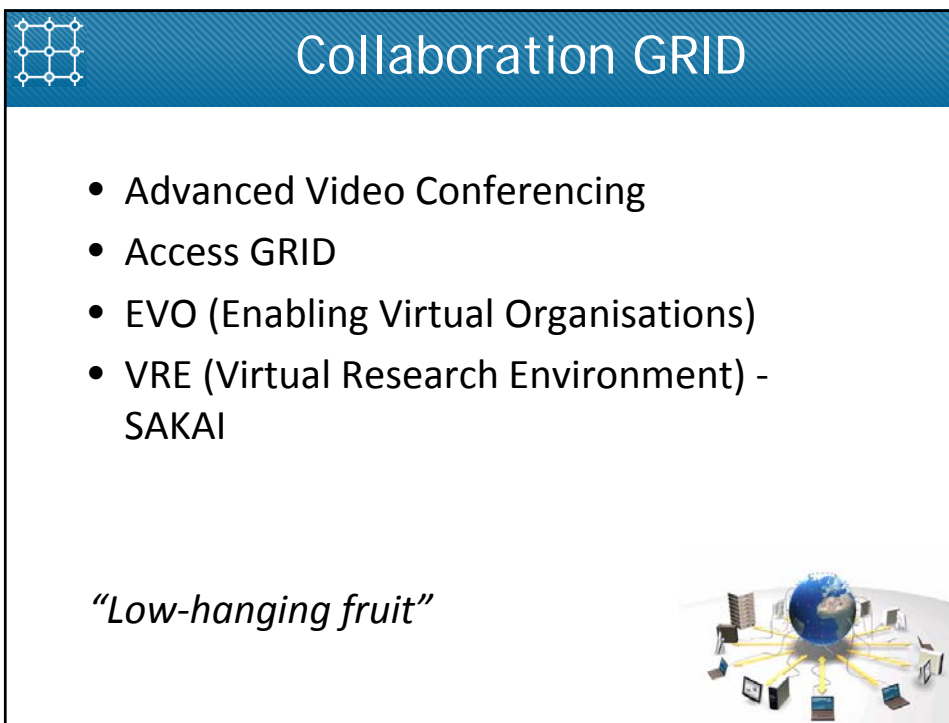 Collaboration GRID
• Advanced Video Conferencing
• Access GRID
• EVO (Enabling Virtual Organisations)
• VRE (Virtual Research Environment) -
SAKAI
“Low-hanging fruit”